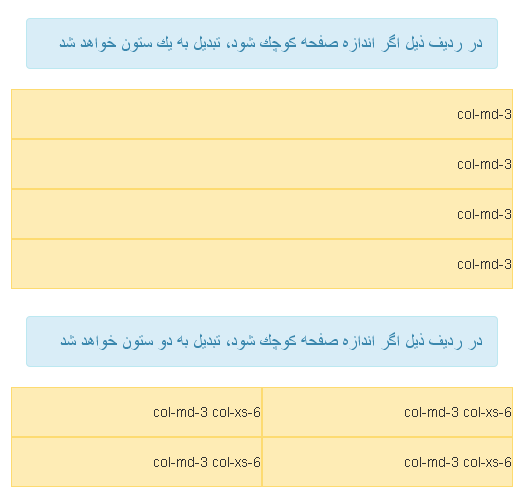 در ردیف ذیل اگر اندازه صفحه کوچك شود، تبدیل به یك ستون خواهد شد
col-md-3
col-md-3
col-md-3
col-md-3
در ردیف ذیل اگر اندازه صفحه کوچك شود، تبدیل به دو ستون خواهد شد
col-md-3 col-xs-6 col-md-3 col-xs-6
col-md-3 col-xs-6 col-md-3 col-xs-6